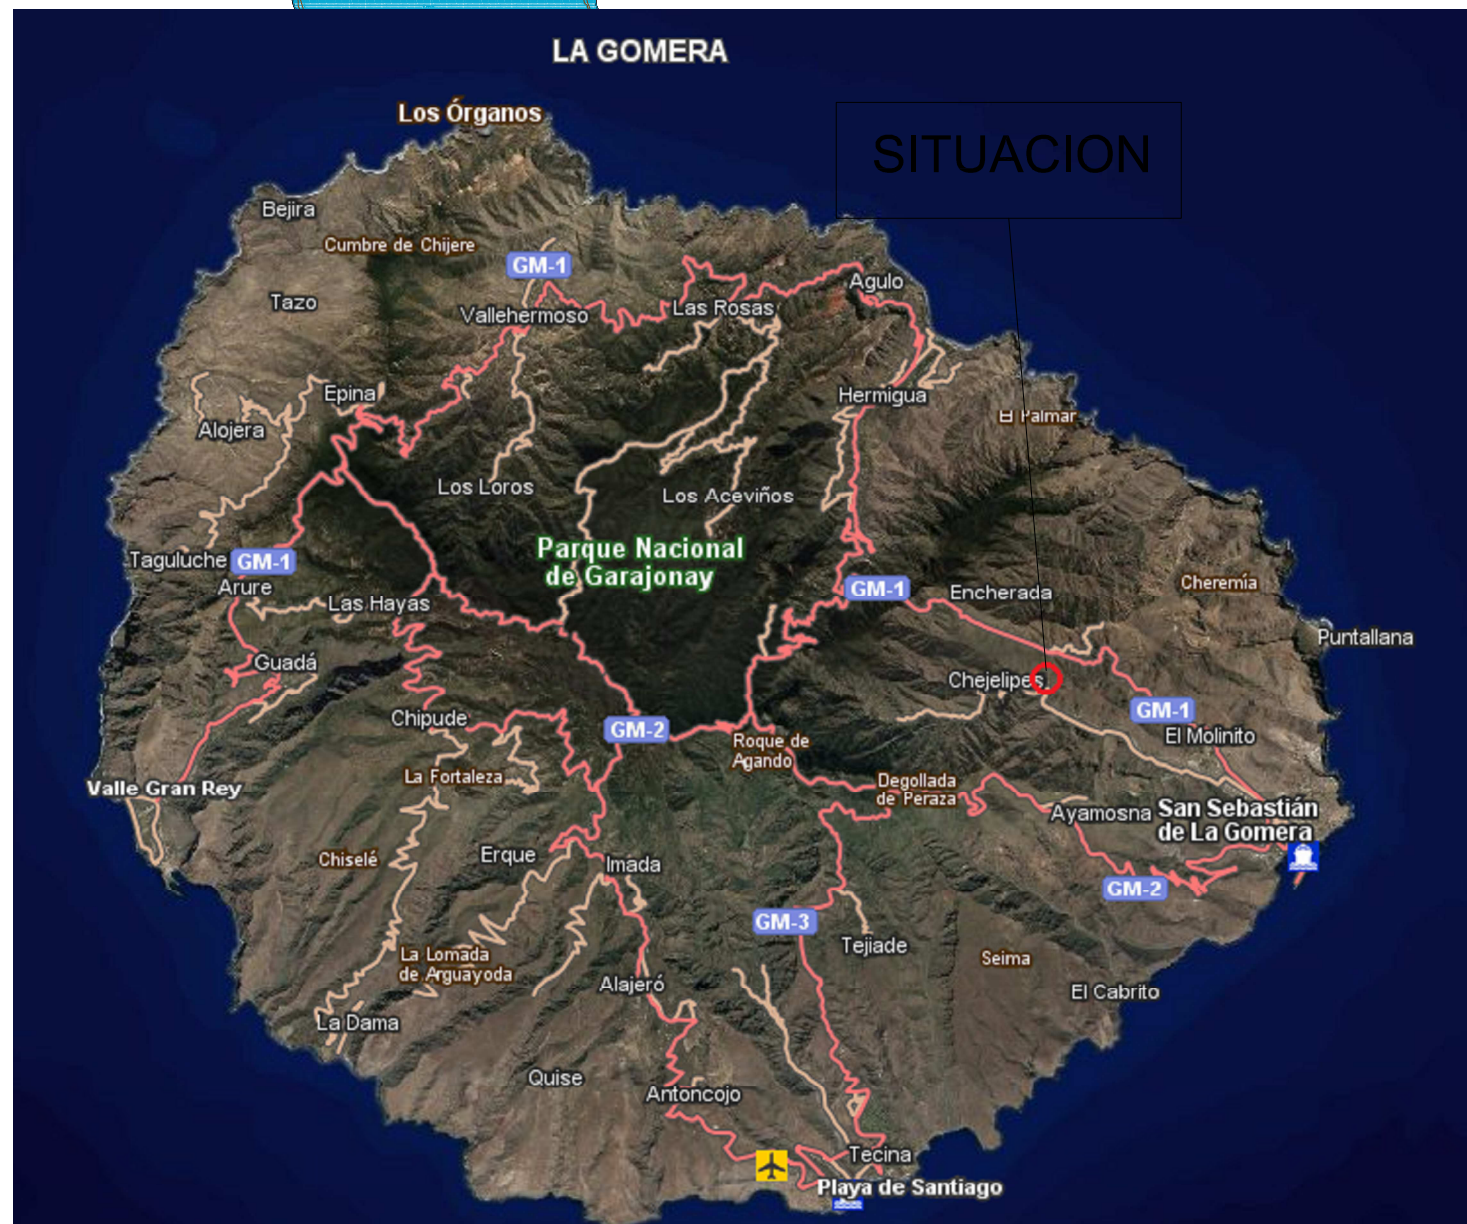 LA GOMERA
Los Órganos
SITUACION
Bejira
Cumbre de Chijere
GM-1
Agulo
Tazo
Las Rosas
Vallehermoso
Epina
Hermigua
El Palmar
Alojera
Los Loros
Los Aceviños
Parque Nacional
de Garajonay
Taguluche
GM-1
Arure
GM-1
Encherada
Cheremía
Las Hayas
Puntallana
Guadá
Chejelipes
Chipude
GM-1
GM-2
El Molinito
Roque de
Agando
La Fortaleza
Degollada
de Peraza
Valle Gran Rey
Ayamosna
San Sebastián
de La Gomera
Chiselé
Erque
Imada
GM-2
GM-3
Tejiade
La Lomada
de Arguayoda
Seima
Alajeró
El Cabrito
La Dama
Quise
Antoncojo
Tecina
Playa de Santiago